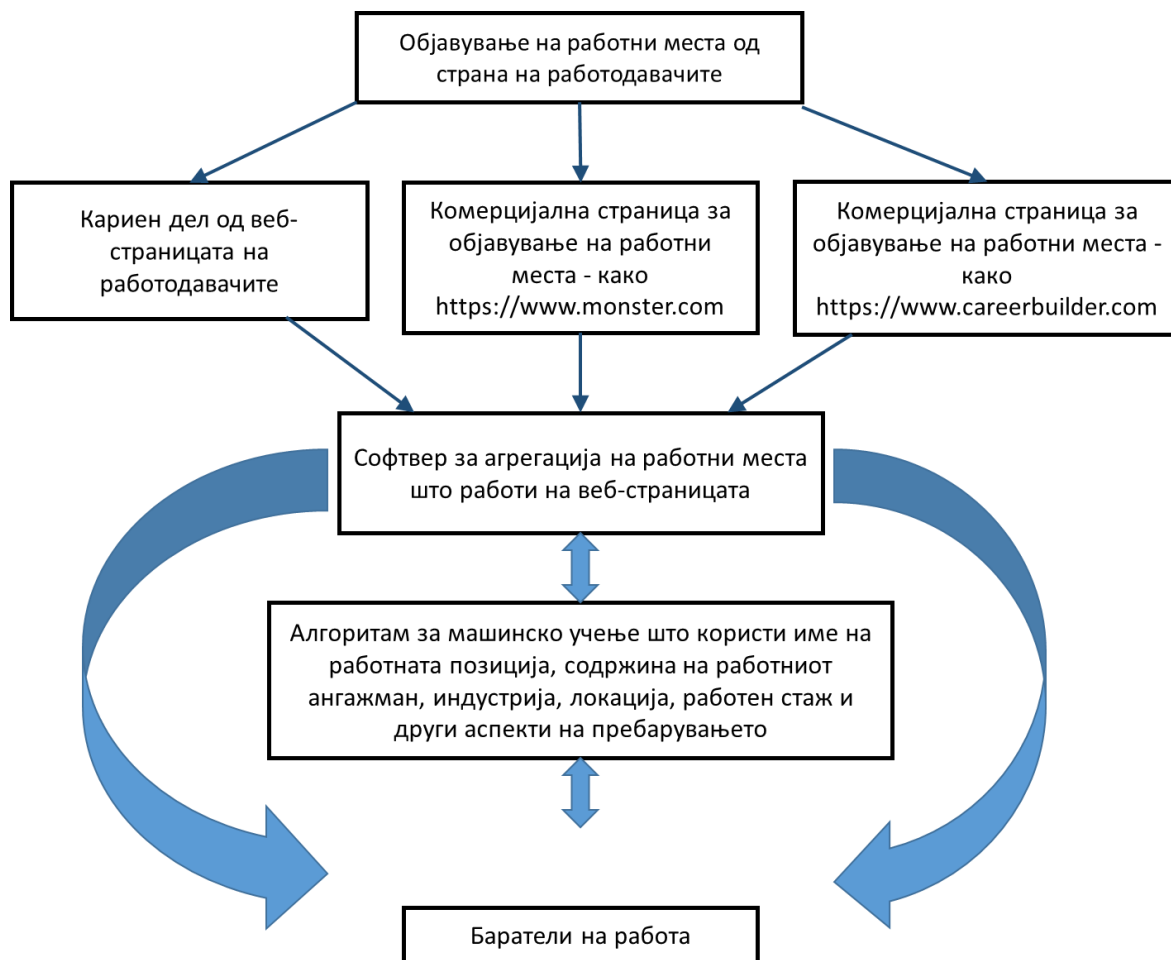 Објавување на работни места од
страна на работодавачите
Кариен дел од веб-
страницата на
работодавачите
Комерцијална страница за
објавување на работни
места - како
https://www.monster.com
Комерцијална страница за
објавување на работни места -
како
https://www.careerbuilder.com
Софтвер за агрегација на работни места
што работи на веб-страницата
Алгоритам за машинско учење што користи име на
работната позиција, содржина на работниот
ангажман, индустрија, локација, работен стаж и
други аспекти на пребарувањето
Баратели на работа